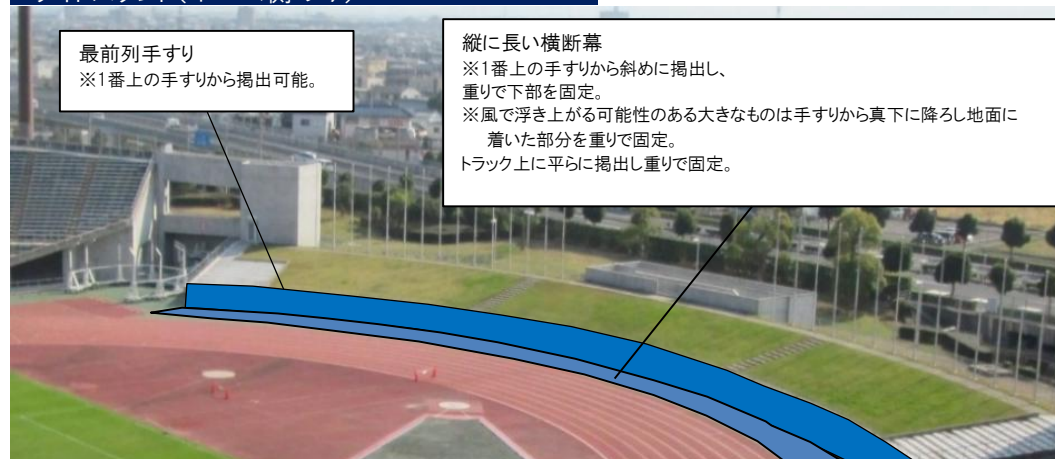 最前列手すり
※1番上の手すりから掲出可能。
縦に長い横断幕
※1番上の手すりから斜めに掲出し、
重りで下部を固定。
※風で浮き上がる可能性のある大きなものは手すりから真下に降ろし地面に
着いた部分を重りで固定。
トラック上に平らに掲出し重りで固定。